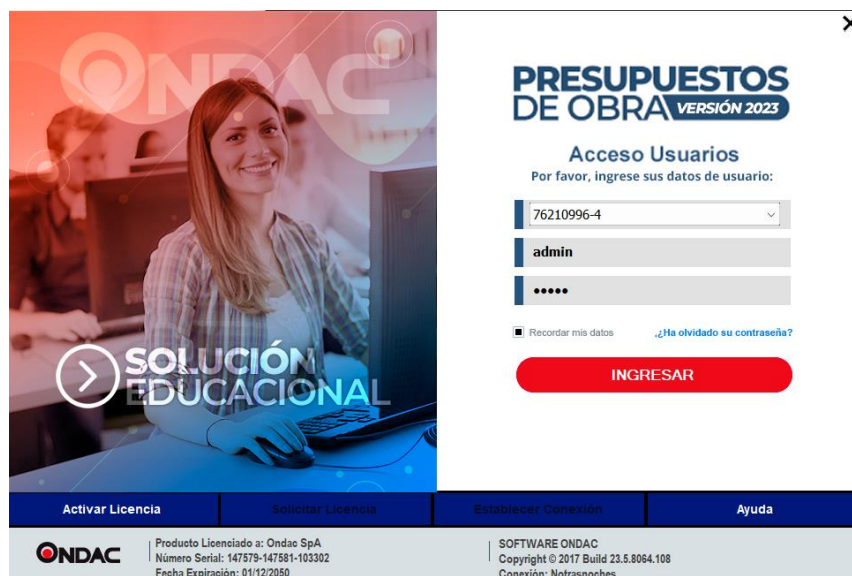 ONDAC
SOLUCIÓN
EDUCACIONAL
PRESUPUESTOS
DE OBRA VERSIÓN 2023
Acceso Usuarios
Por favor, ingrese sus datos de usuario:
76210996-4
admin
•••••
Recordar mis datos
¿Ha olvidado su contraseña?
INGRESAR
Activar Licencia
Solicitar Licencia
Establecer Conexión
Ayuda
ONDAC
Producto Licenciado a: Ondac SpA
Número Serial: 147579-147581-103302
Fecha Expiración: 01/12/2050
SOFTWARE ONDAC
Copyright © 2017 Build 23.5.8064.108
Conexión: Notrasnoches